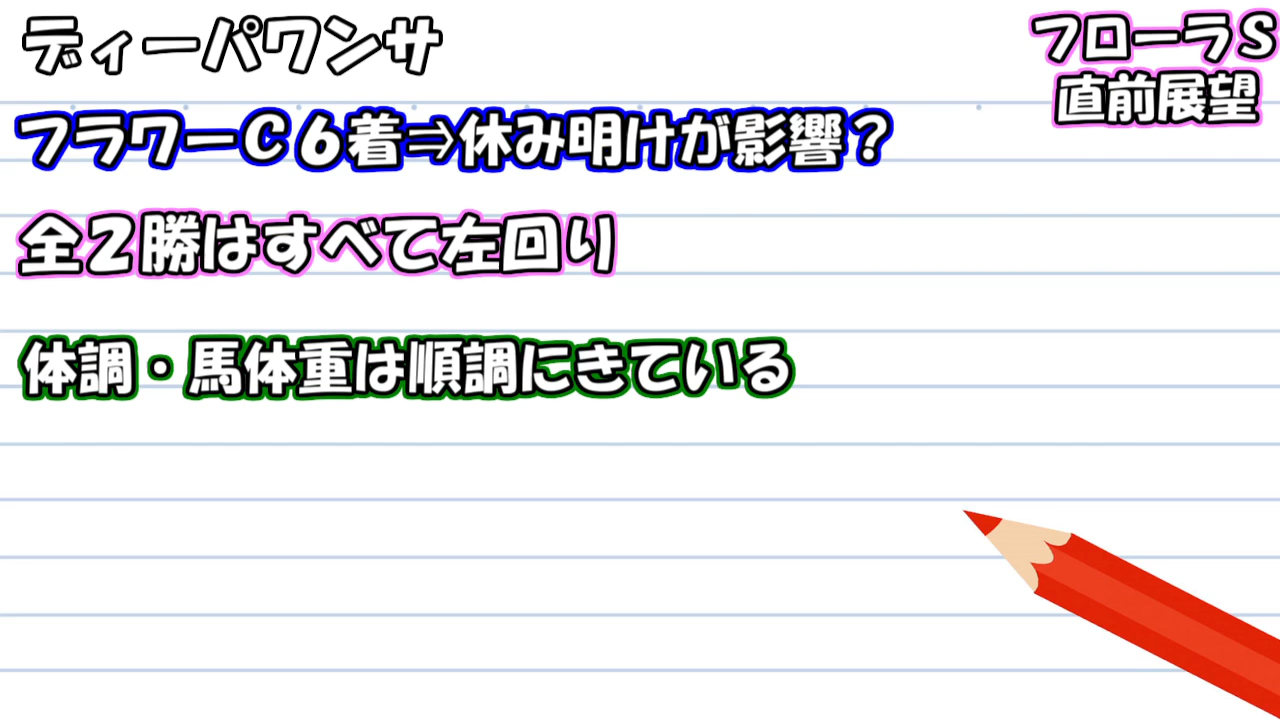 ディーパワンサ
フローラS
直前展望
フラワーC6着⇒休み明けが影響？
全2勝はすべて左回り
体調・馬体重は順調にきている